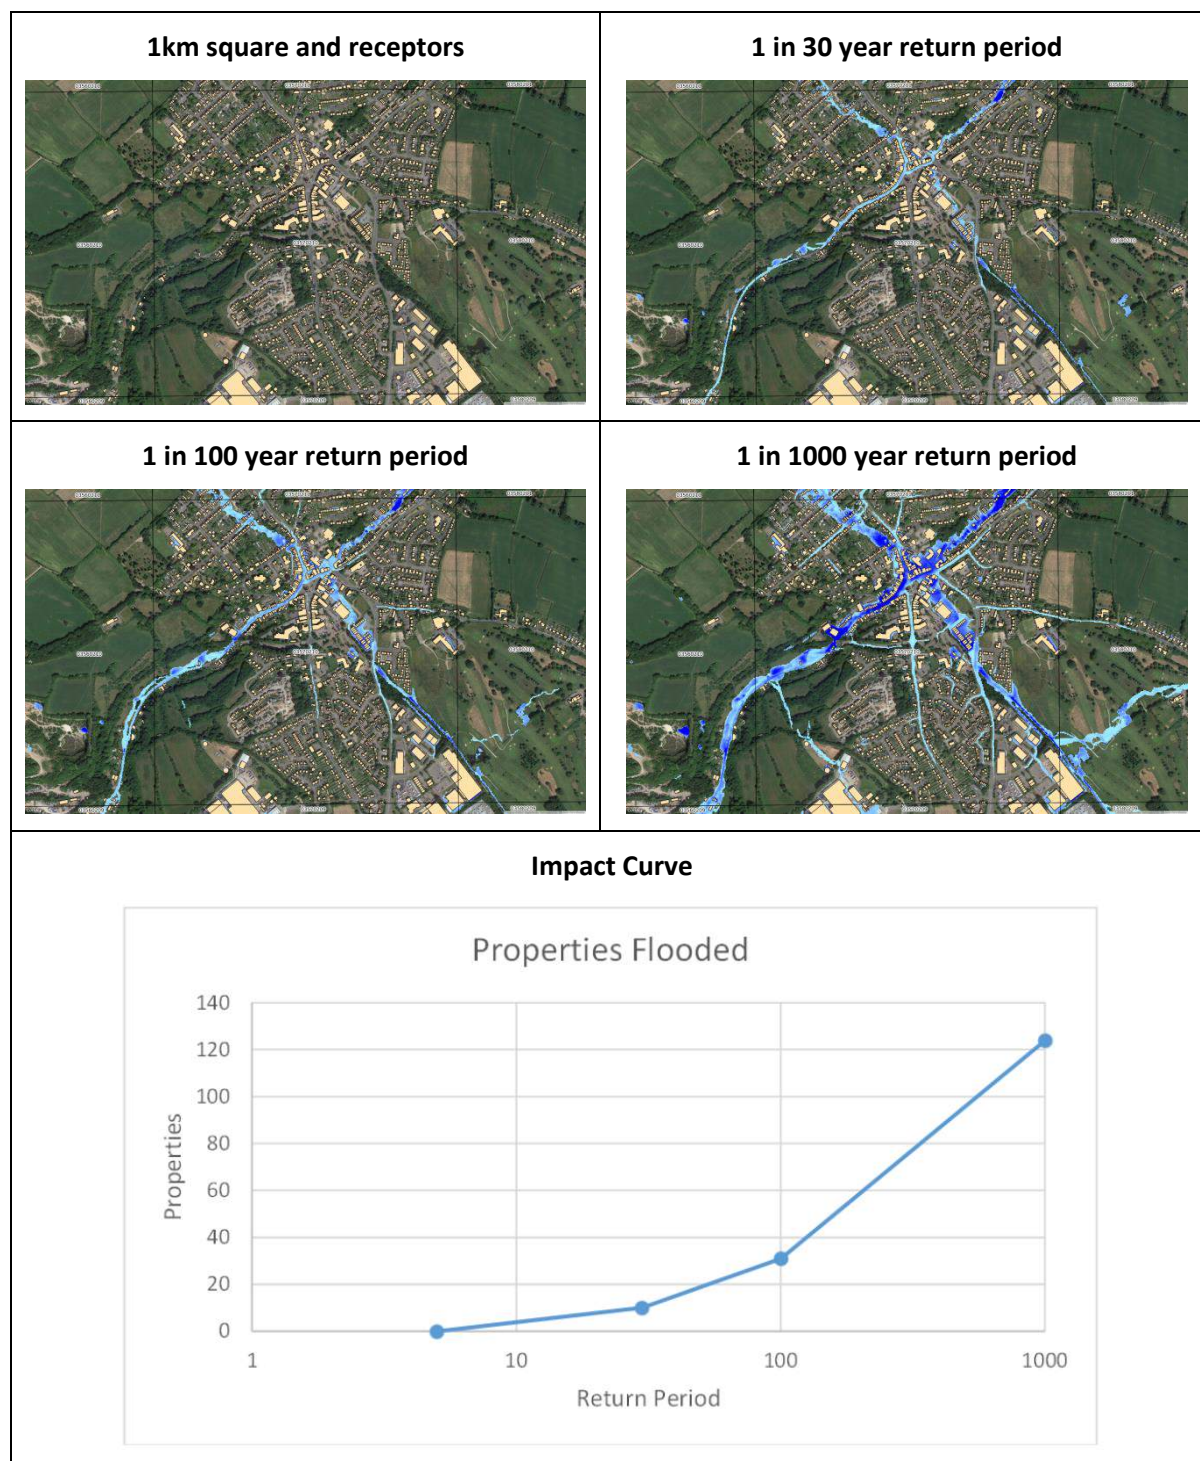 1km square and receptors
1 in 30 year return period
1 in 100 year return period
1 in 1000 year return period
Impact Curve
Properties Flooded
140
120
100
80
60
40
20
0
Properties
1
10
100
1000
Return Period